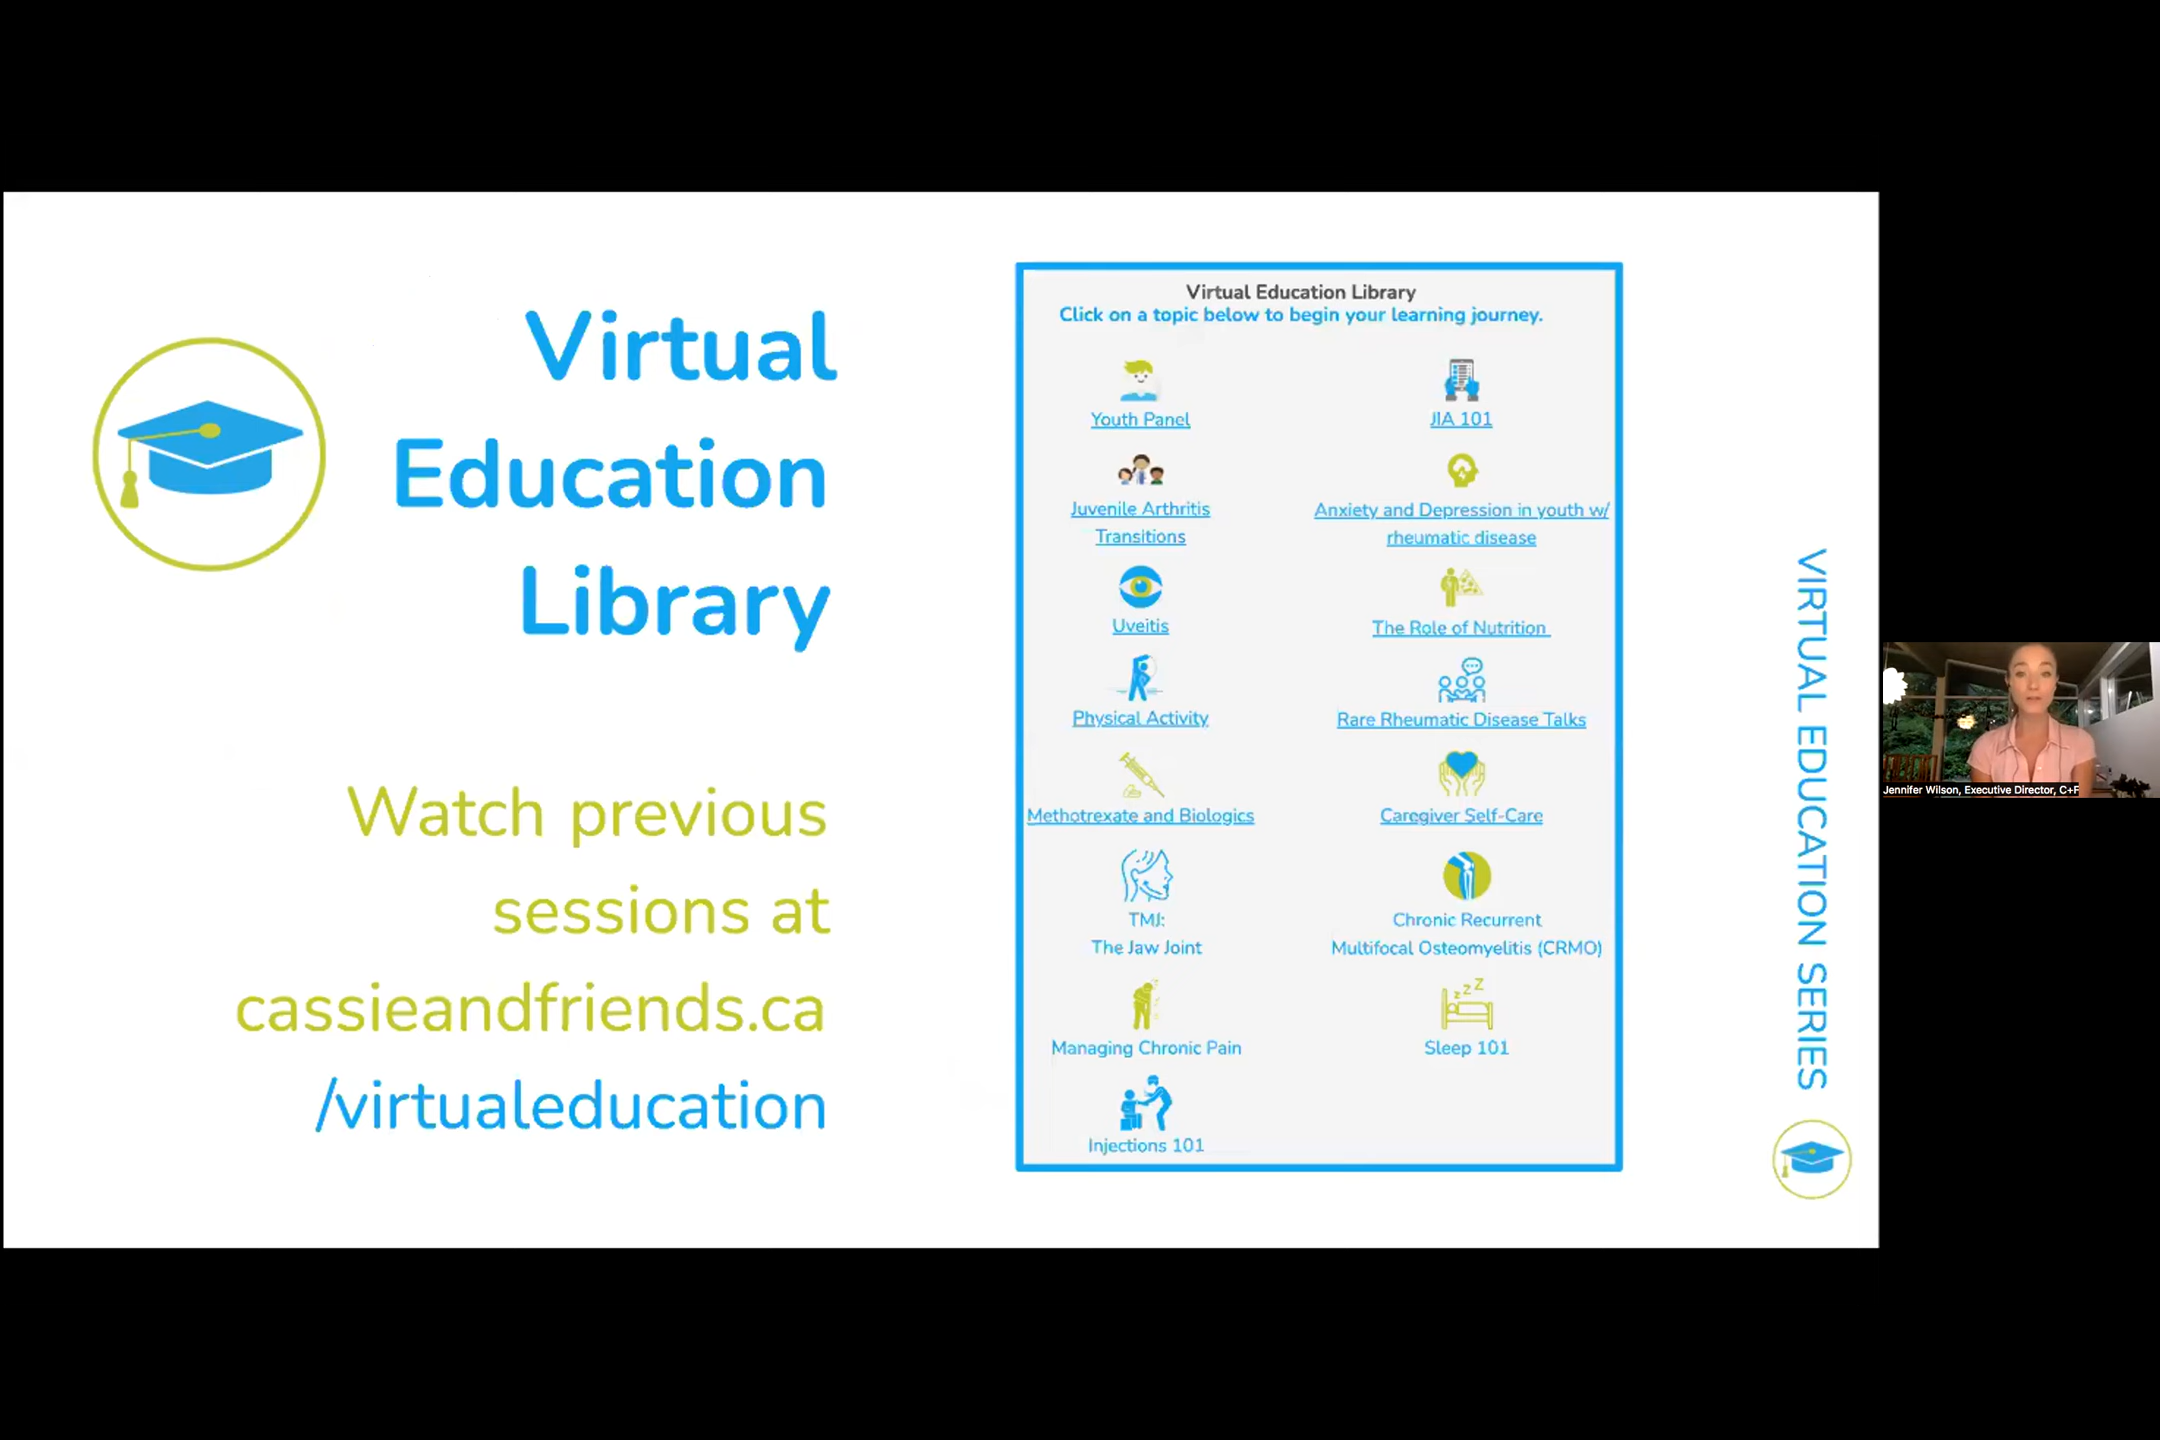 Virtual
Education
Library
Watch previous
sessions at
cassieandfriends.ca
/virtualeducation
Virtual Education Library
Click on a topic below to begin your learning journey.
Youth Panel
JIA 101
Juvenile Arthritis
Transitions
Anxiety and Depression in youth w/
rheumatic disease
Uveitis
The Role of Nutrition
Physical Activity
Rare Rheumatic Disease Talks
Methotrexate and Biologics
Caregiver Self-Care
TMJ:
The Jaw Joint
Chronic Recurrent
Multifocal Osteomyelitis (CRMO)
Managing Chronic Pain
zzZ
Sleep 101
Injections 101
VIRTUAL EDUCATION SERIES
Jennifer Wilson, Executive Director, C+F